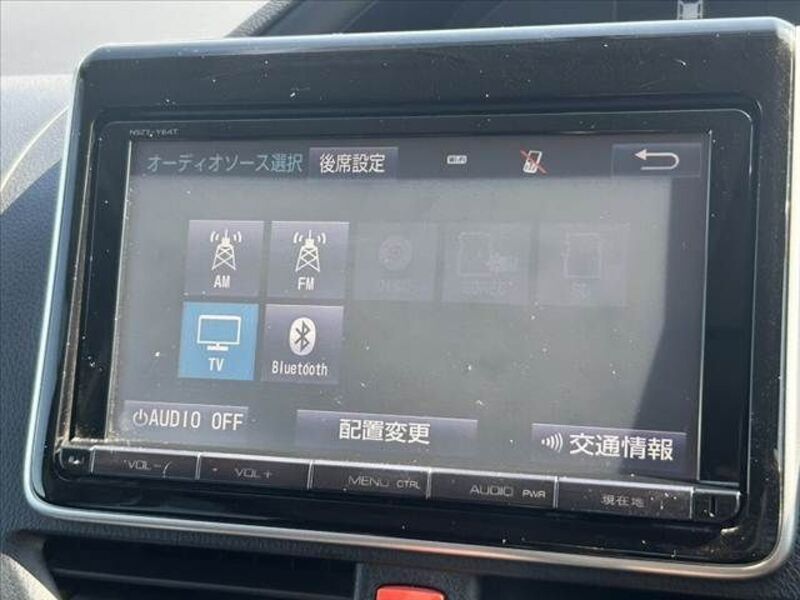 NSZT-Y64T
オーディオソース選択 後席設定 Wi-Fi
AM FM
TV Bluetooth
AUDIO OFF 配置変更 交通情報
VOL- VOL+ MENU CTRL AUDIO PWR 現在地